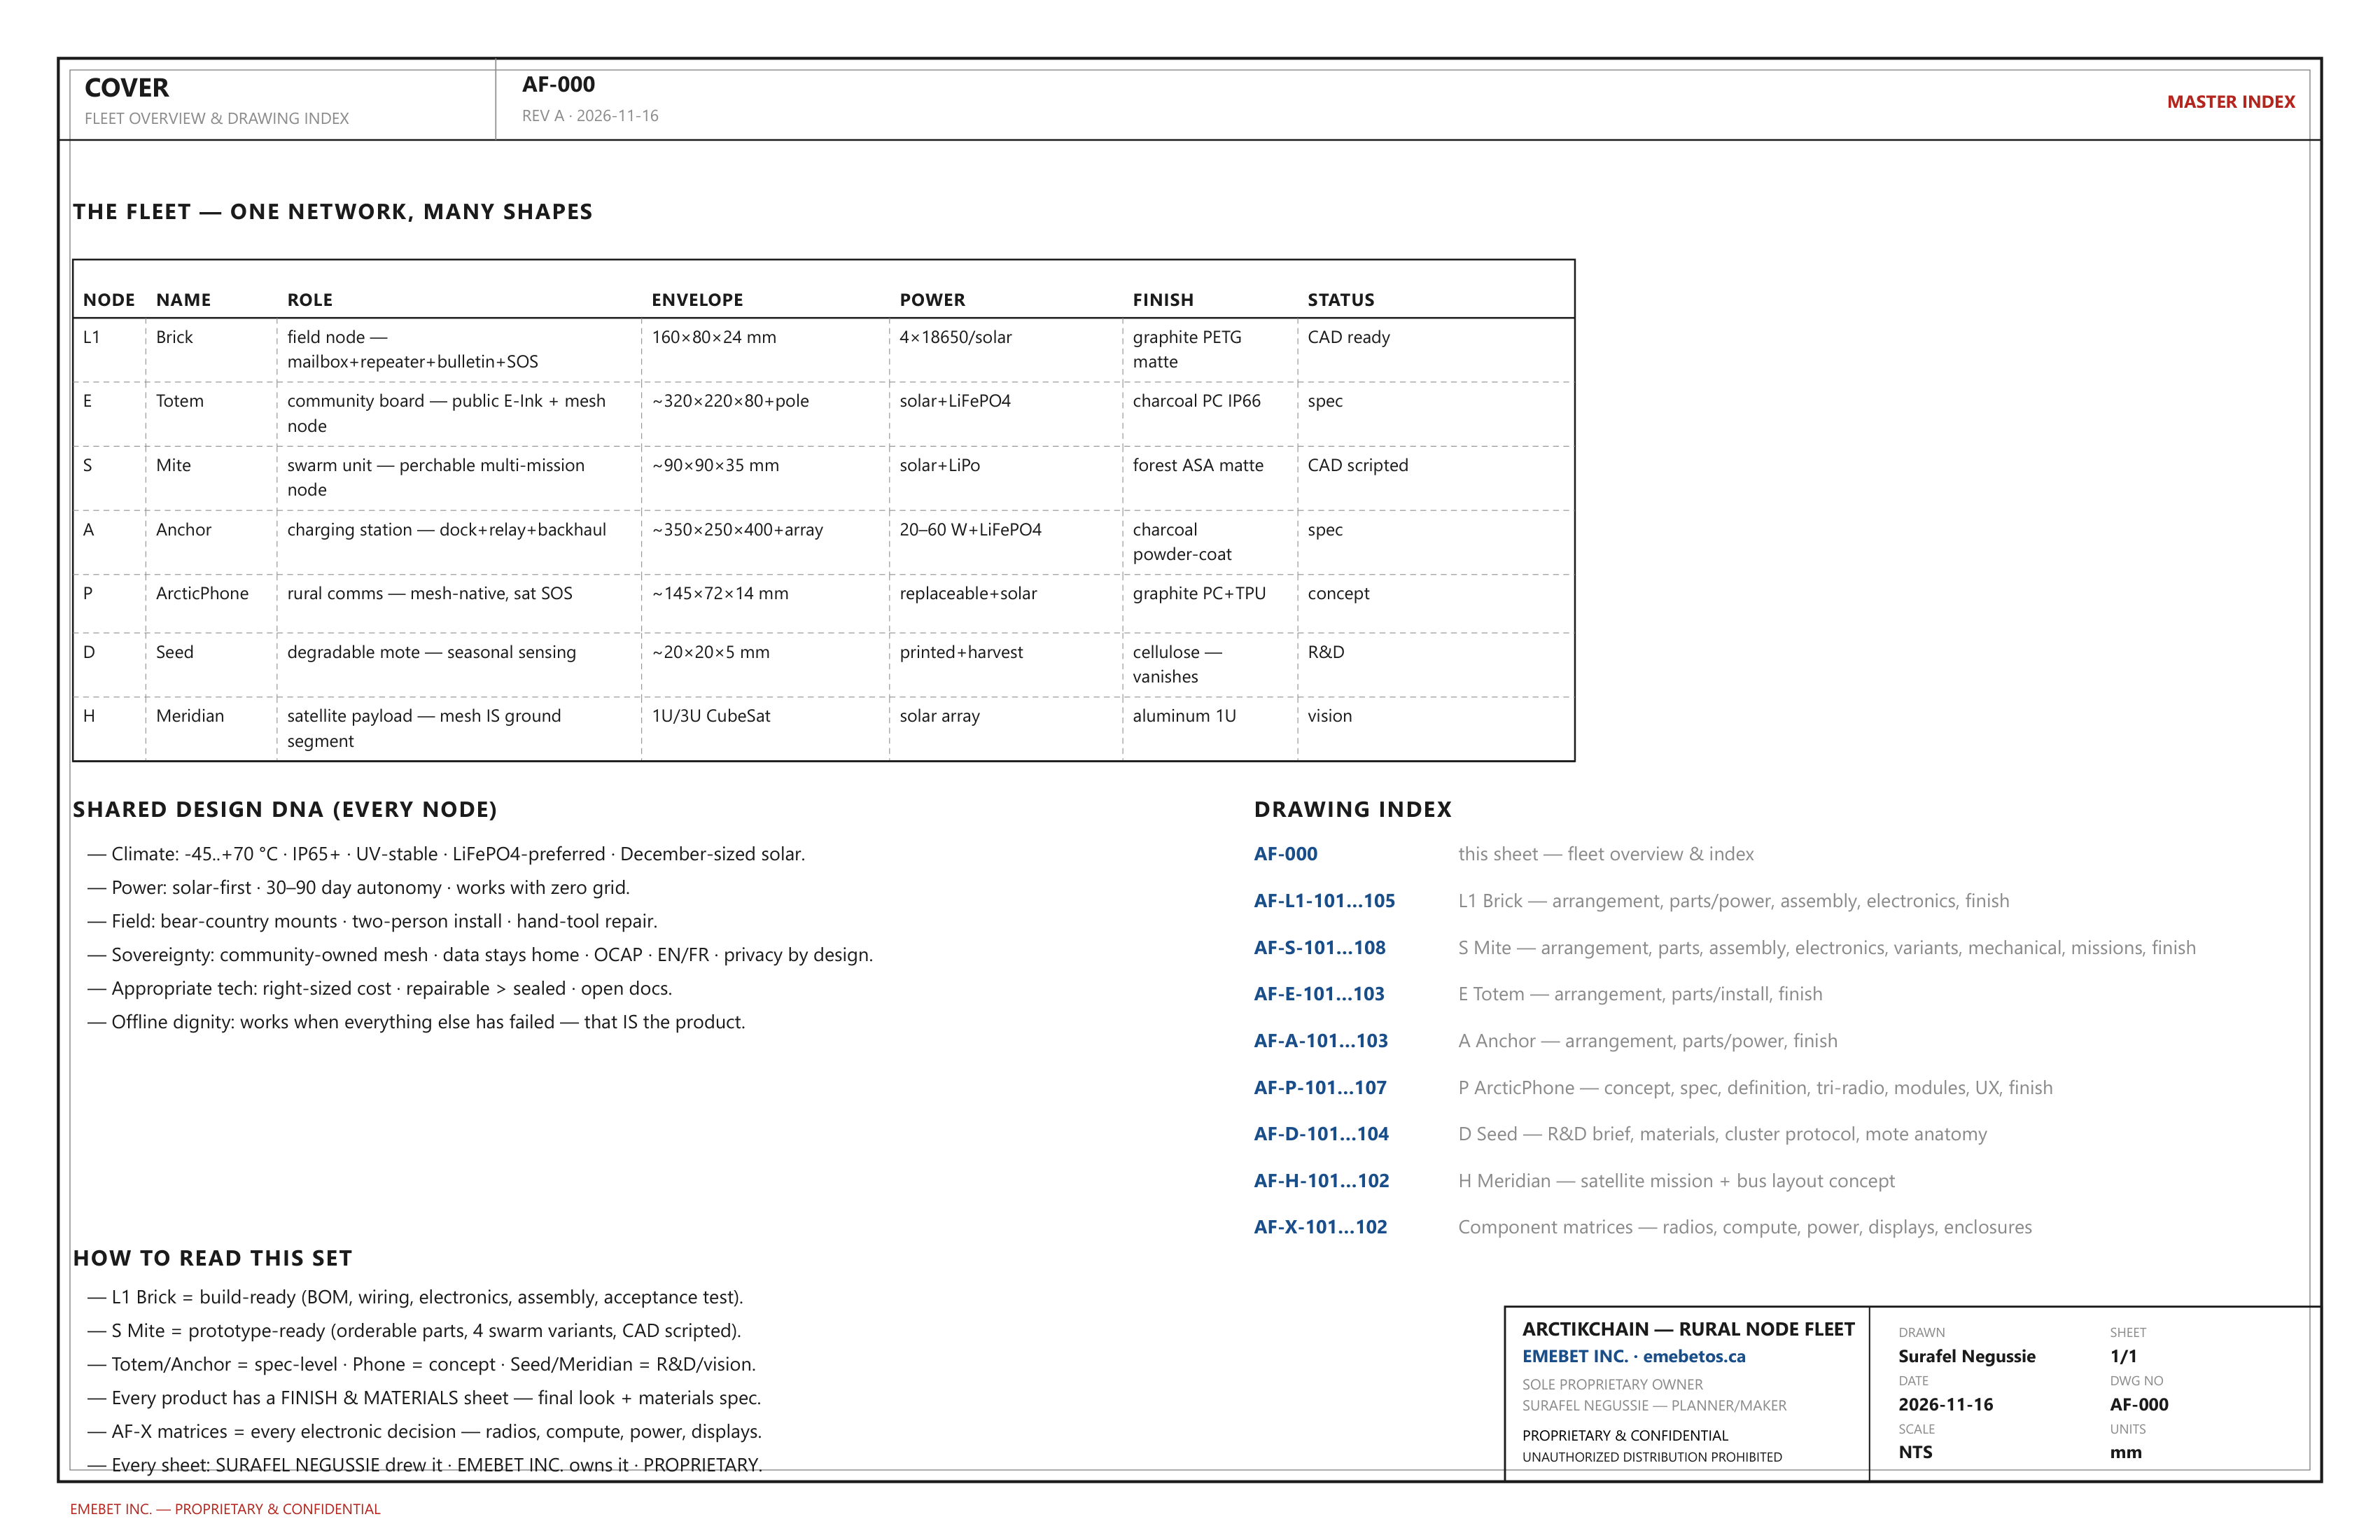 COVER
FLEET OVERVIEW & DRAWING INDEX
AF-000
REV A · 2026-11-16
MASTER INDEX
THE FLEET — ONE NETWORK, MANY SHAPES
NODE NAME ROLE ENVELOPE POWER FINISH STATUS
L1 Brick field node — 160×80×24 mm 4×18650/solar graphite PETG CAD ready
mailbox+repeater+bulletin+SOS matte
E Totem community board — public E-Ink + mesh ~320×220×80+pole solar+LiFePO4 charcoal PC IP66 spec
node
S Mite swarm unit — perchable multi-mission ~90×90×35 mm solar+LiPo forest ASA matte CAD scripted
node
A Anchor charging station — dock+relay+backhaul ~350×250×400+array 20–60 W+LiFePO4 charcoal spec
powder-coat
P ArcticPhone rural comms — mesh-native, sat SOS ~145×72×14 mm replaceable+solar graphite PC+TPU concept
D Seed degradable mote — seasonal sensing ~20×20×5 mm printed+harvest cellulose — R&D
vanishes
H Meridian satellite payload — mesh IS ground 1U/3U CubeSat solar array aluminum 1U vision
segment
SHARED DESIGN DNA (EVERY NODE)
— Climate: -45..+70 °C · IP65+ · UV-stable · LiFePO4-preferred · December-sized solar.
— Power: solar-first · 30–90 day autonomy · works with zero grid.
— Field: bear-country mounts · two-person install · hand-tool repair.
— Sovereignty: community-owned mesh · data stays home · OCAP · EN/FR · privacy by design.
— Appropriate tech: right-sized cost · repairable > sealed · open docs.
— Offline dignity: works when everything else has failed — that IS the product.
DRAWING INDEX
AF-000 this sheet — fleet overview & index
AF-L1-101…105 L1 Brick — arrangement, parts/power, assembly, electronics, finish
AF-S-101…108 S Mite — arrangement, parts, assembly, electronics, variants, mechanical, missions, finish
AF-E-101…103 E Totem — arrangement, parts/install, finish
AF-A-101…103 A Anchor — arrangement, parts/power, finish
AF-P-101…107 P ArcticPhone — concept, spec, definition, tri-radio, modules, UX, finish
AF-D-101…104 D Seed — R&D brief, materials, cluster protocol, mote anatomy
AF-H-101…102 H Meridian — satellite mission + bus layout concept
AF-X-101…102 Component matrices — radios, compute, power, displays, enclosures
HOW TO READ THIS SET
— L1 Brick = build-ready (BOM, wiring, electronics, assembly, acceptance test).
— S Mite = prototype-ready (orderable parts, 4 swarm variants, CAD scripted).
— Totem/Anchor = spec-level · Phone = concept · Seed/Meridian = R&D/vision.
— Every product has a FINISH & MATERIALS sheet — final look + materials spec.
— AF-X matrices = every electronic decision — radios, compute, power, displays.
— Every sheet: SURAFEL NEGUSSIE drew it · EMEBET INC. owns it · PROPRIETARY.
ARCTIKCHAIN — RURAL NODE FLEET
EMEBET INC. · emebetos.ca
SOLE PROPRIETARY OWNER
SURAFEL NEGUSSIE — PLANNER/MAKER
PROPRIETARY & CONFIDENTIAL
UNAUTHORIZED DISTRIBUTION PROHIBITED
DRAWN SHEET
Surafel Negussie 1/1
DATE DWG NO
2026-11-16 AF-000
SCALE UNITS
NTS mm
EMEBET INC. — PROPRIETARY & CONFIDENTIAL